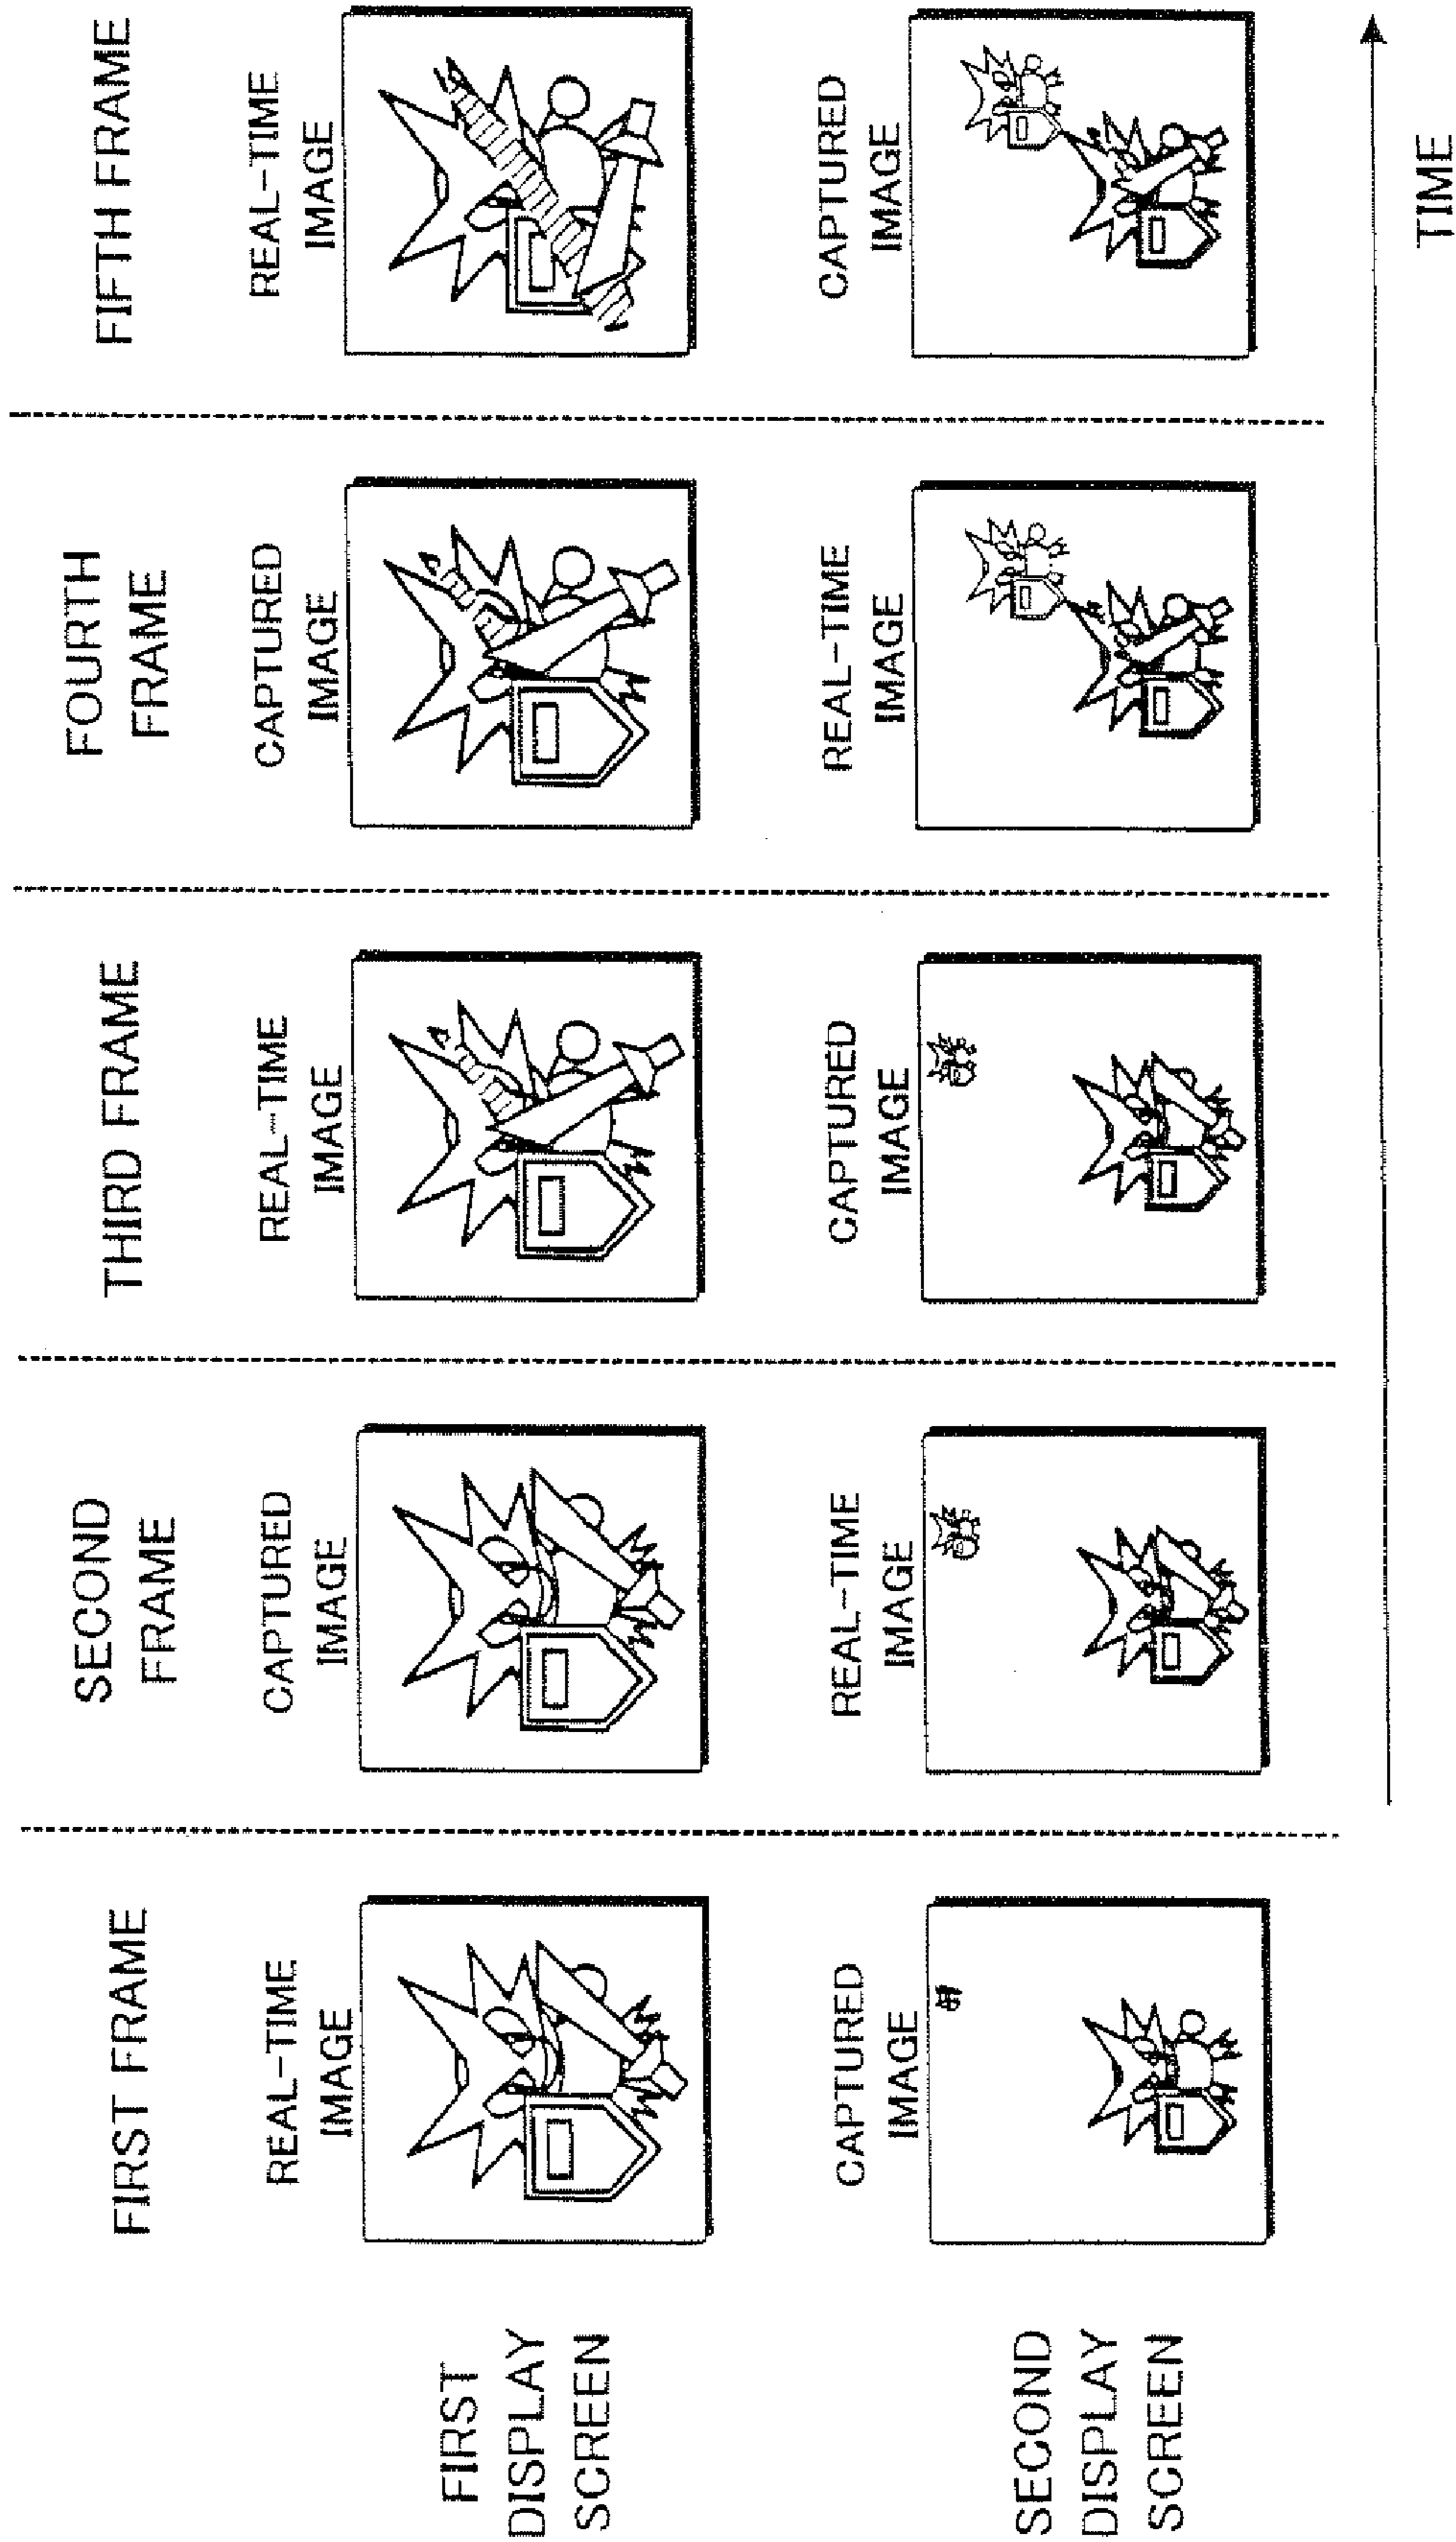 FIRST FRAME
SECOND
FRAME
THIRD FRAME
FOURTH
FRAME
FIFTH FRAME
FIRST
DISPLAY
SCREEN
REAL-TIME
IMAGE
CAPTURED
IMAGE
REAL-TIME
IMAGE
CAPTURED
IMAGE
REAL-TIME
IMAGE
SECOND
DISPLAY
SCREEN
CAPTURED
IMAGE
REAL-TIME
IMAGE
CAPTURED
IMAGE
REAL-TIME
IMAGE
CAPTURED
IMAGE
TIME